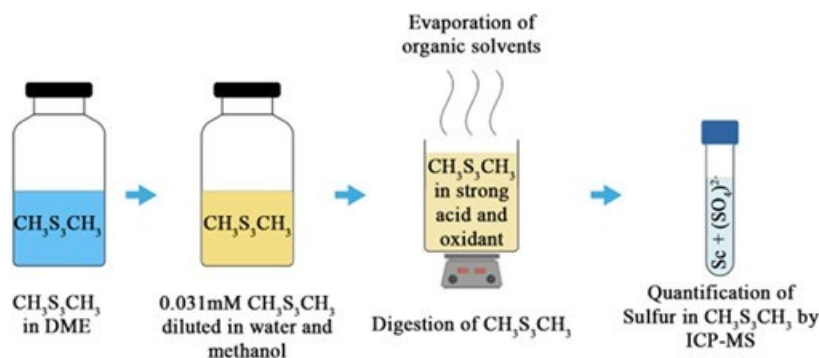 Evaporation of
organic solvents
CH₃S₃CH₃
CH₃S₃CH₃
CH₃S₃CH₃
in strong
acid and
oxidant
Sc + (SO₄)²⁻
CH₃S₃CH₃
in DME
0.031mM CH₃S₃CH₃
diluted in water and
methanol
Digestion of CH₃S₃CH₃
Quantification of
Sulfur in CH₃S₃CH₃ by
ICP-MS